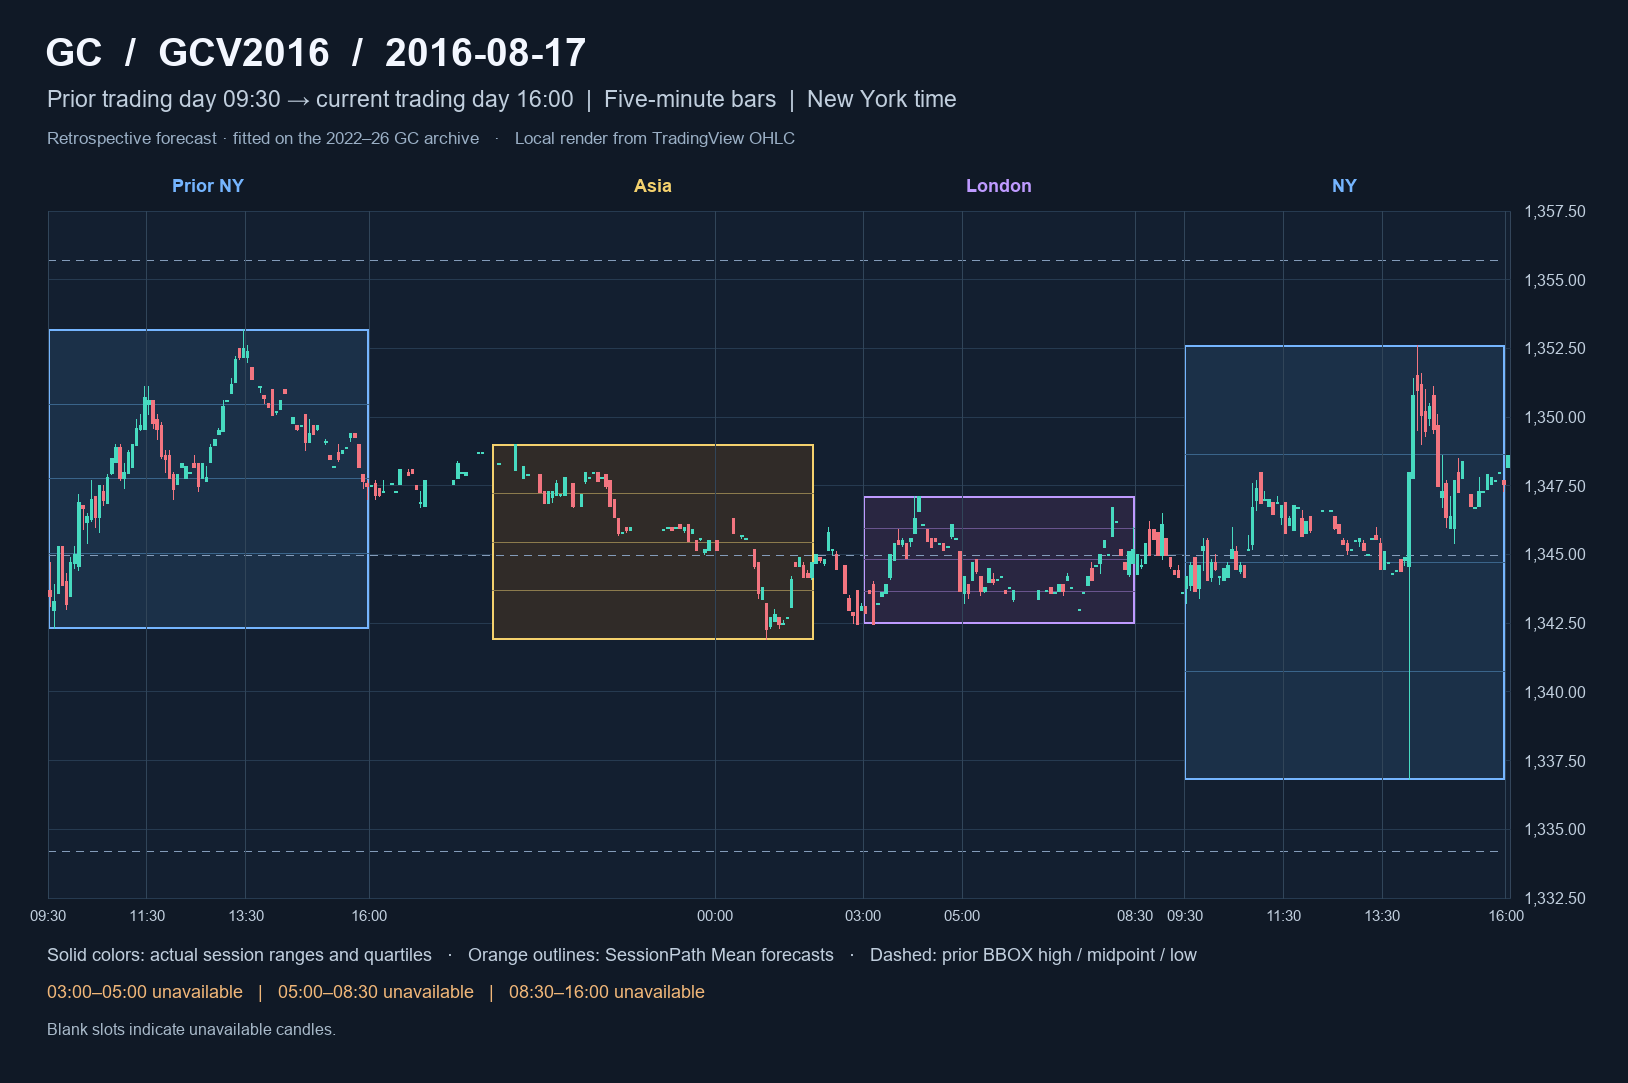 GC / GCV2016 / 2016-08-17
Prior trading day 09:30 → current trading day 16:00 | Five-minute bars | New York time
Retrospective forecast · fitted on the 2022–26 GC archive · Local render from TradingView OHLC
Prior NY Asia London NY
1,357.50
1,355.00
1,352.50
1,350.00
1,347.50
1,345.00
1,342.50
1,340.00
1,337.50
1,335.00
1,332.50
09:30 11:30 13:30 16:00 00:00 03:00 05:00 08:30 09:30 11:30 13:30 16:00
Solid colors: actual session ranges and quartiles · Orange outlines: SessionPath Mean forecasts · Dashed: prior BBOX high / midpoint / low
03:00–05:00 unavailable | 05:00–08:30 unavailable | 08:30–16:00 unavailable
Blank slots indicate unavailable candles.